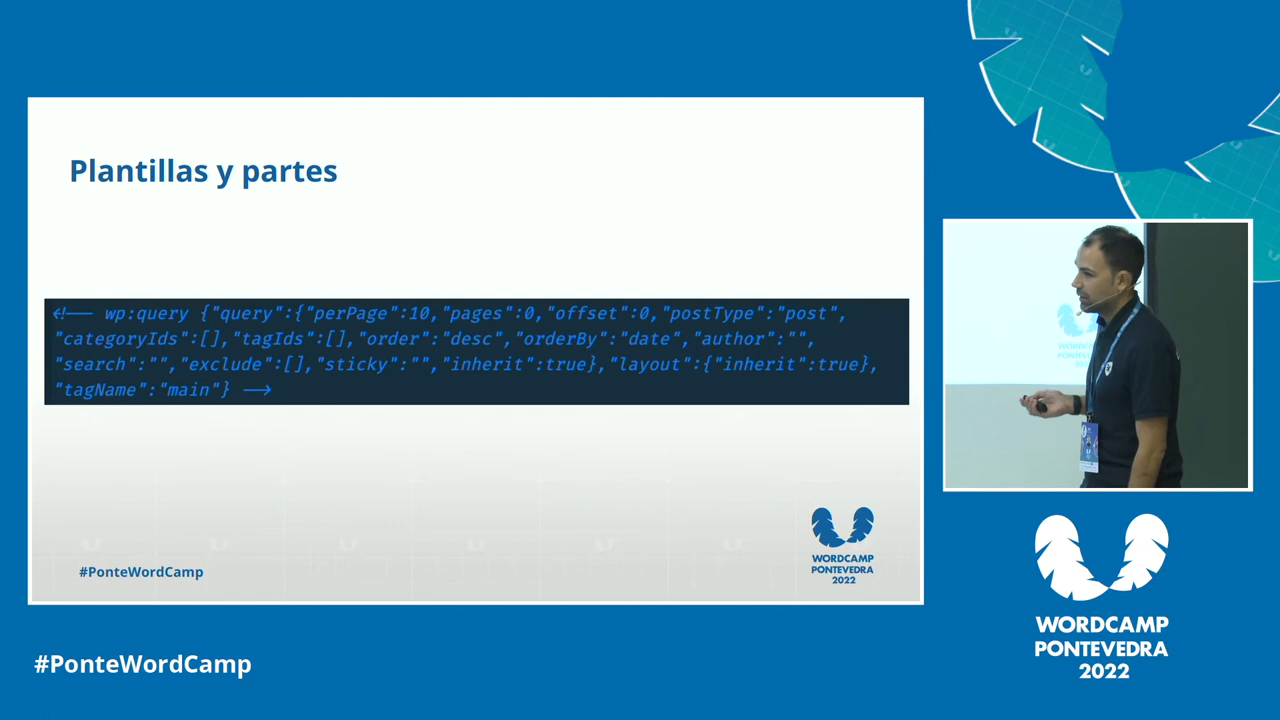 Plantillas y partes
<!-- wp:query {"query":{"perPage":10,"pages":0,"offset":0,"postType":"post",
"categoryIds":[],"tagIds":[],"order":"desc","orderBy":"date","author":"",
"search":"","exclude":[],"sticky":"","inherit":true},"layout":{"inherit":true},
"tagName":"main"} -->
#PonteWordCamp
WORDCAMP
PONTEVEDRA
2022
#PonteWordCamp
WORDCAMP
PONTEVEDRA
2022